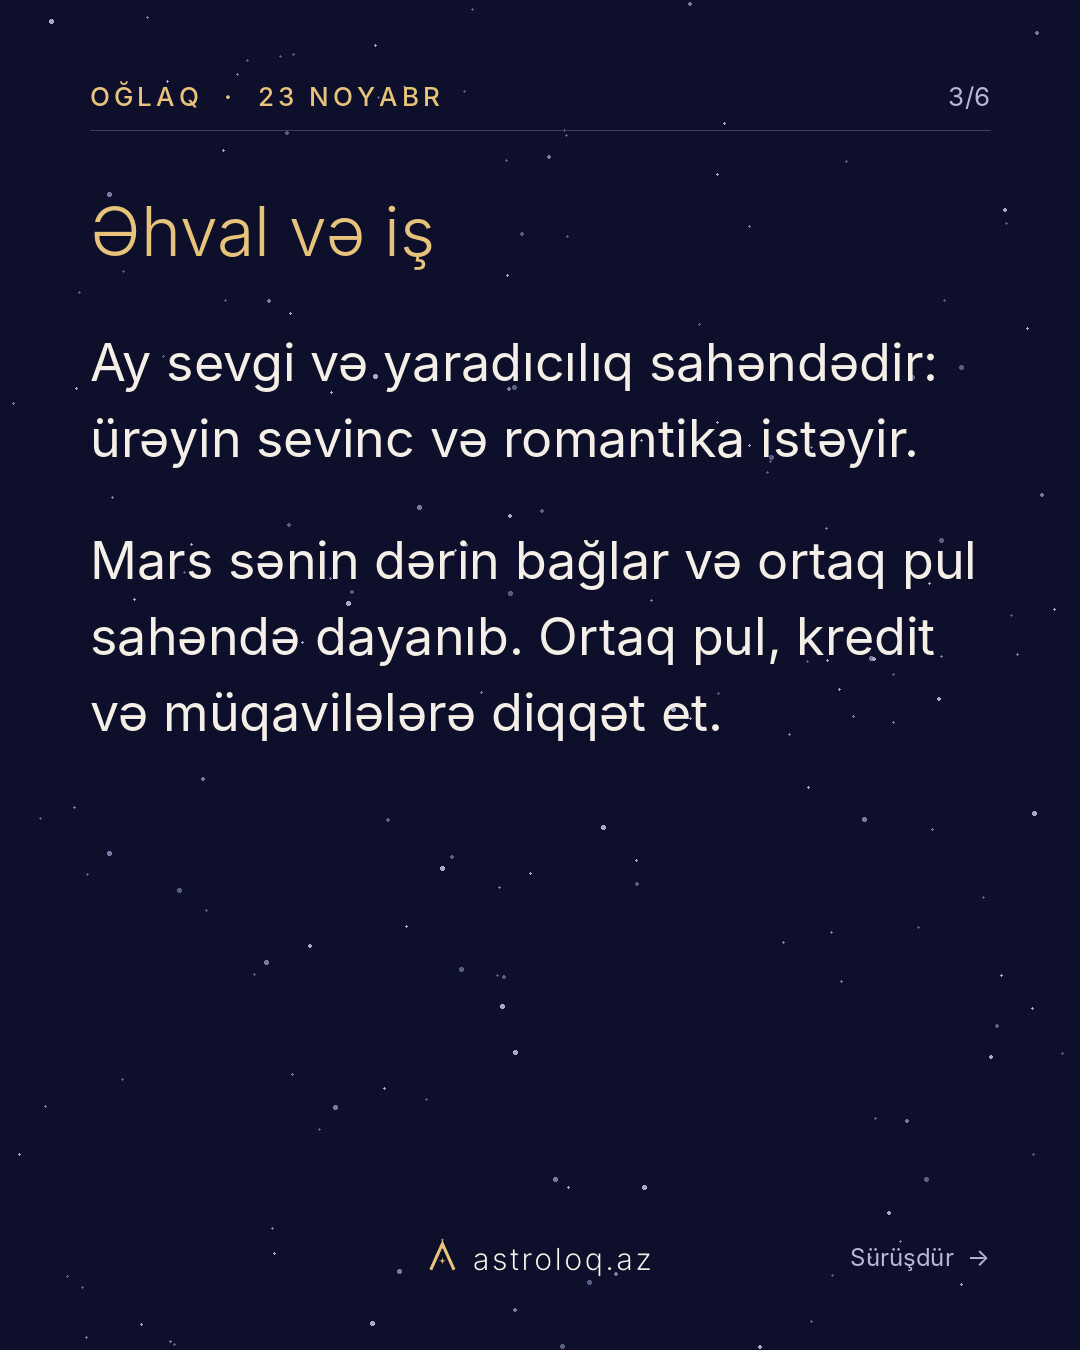 OĞLAQ · 23 NOYABR
3/6
Əhval və iş
Ay sevgi və yaradıcılıq sahəndədir:
ürəyin sevinc və romantika istəyir.
Mars sənin dərin bağlar və ortaq pul
sahəndə dayanıb. Ortaq pul, kredit
və müqavilələrə diqqət et.
astroloq.az
Sürüşdür →